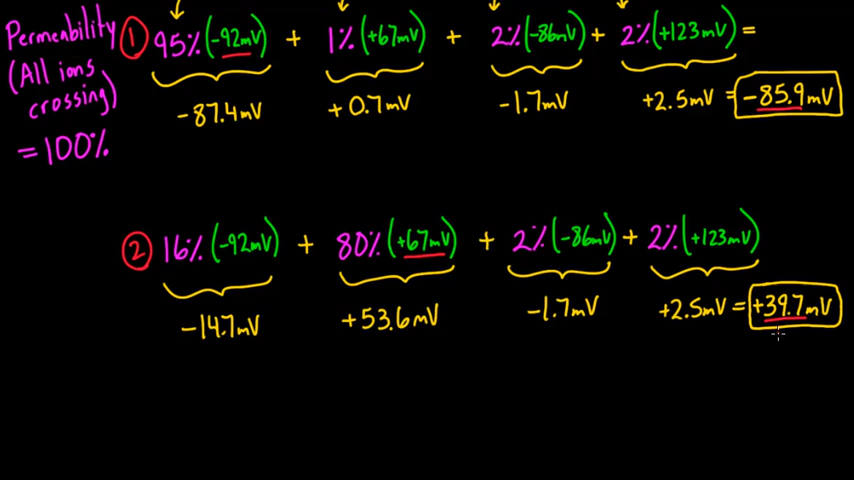 Permeability
(All ions
crossing)
=100%
① 95% (-92mV) + 1% (+67mV) + 2% (-86mV) + 2% (+123mV) =
-87.4mV +0.7mV -1.7mV +2.5mV = -85.9mV
② 16% (-92mV) + 80% (+67mV) + 2% (-86mV) + 2% (+123mV)
-14.7mV +53.6mV -1.7mV +2.5mV = +39.7mV